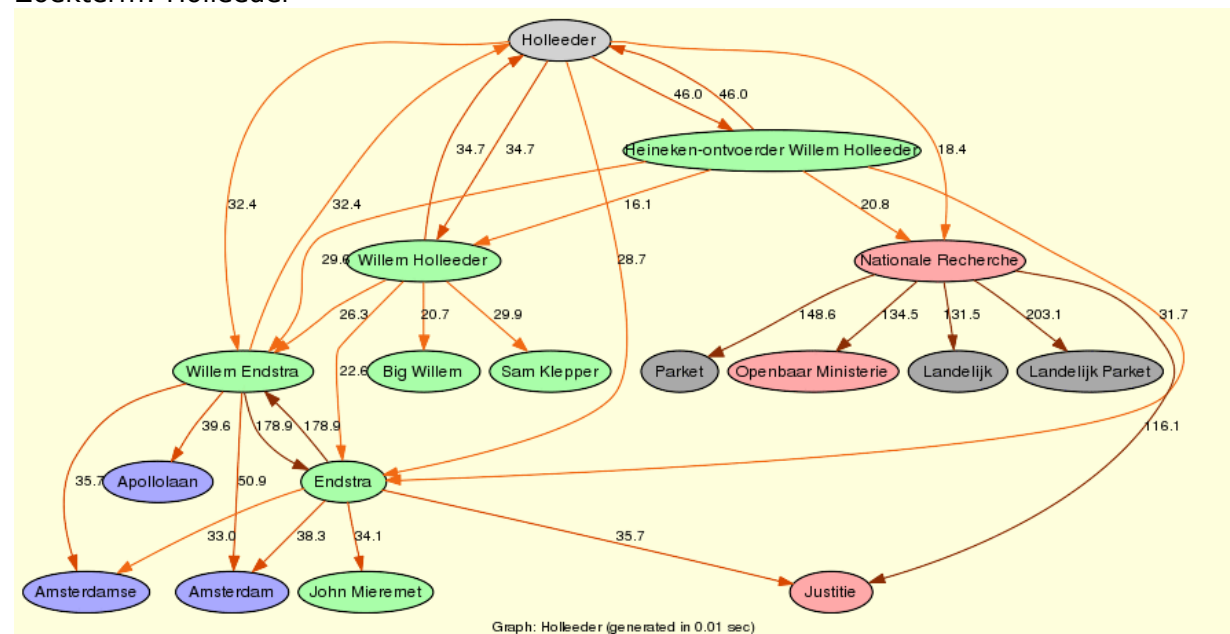 Holleeder
46.0
46.0
Heineken-ontvoerder Willem Holleeder
34.7
34.7
18.4
32.4
32.4
16.1
20.8
29.6
Willem Holleeder
28.7
Nationale Recherche
26.3
20.7
29.9
148.6
134.5
131.5
203.1
31.7
Willem Endstra
22.6
Big Willem
Sam Klepper
Parket
Openbaar Ministerie
Landelijk
Landelijk Parket
39.6
178.9
178.9
116.1
35.7
Apollolaan
50.9
Endstra
33.0
38.3
34.1
35.7
Amsterdamse
Amsterdam
John Mieremet
Justitie
Graph: Holleeder (generated in 0.01 sec)